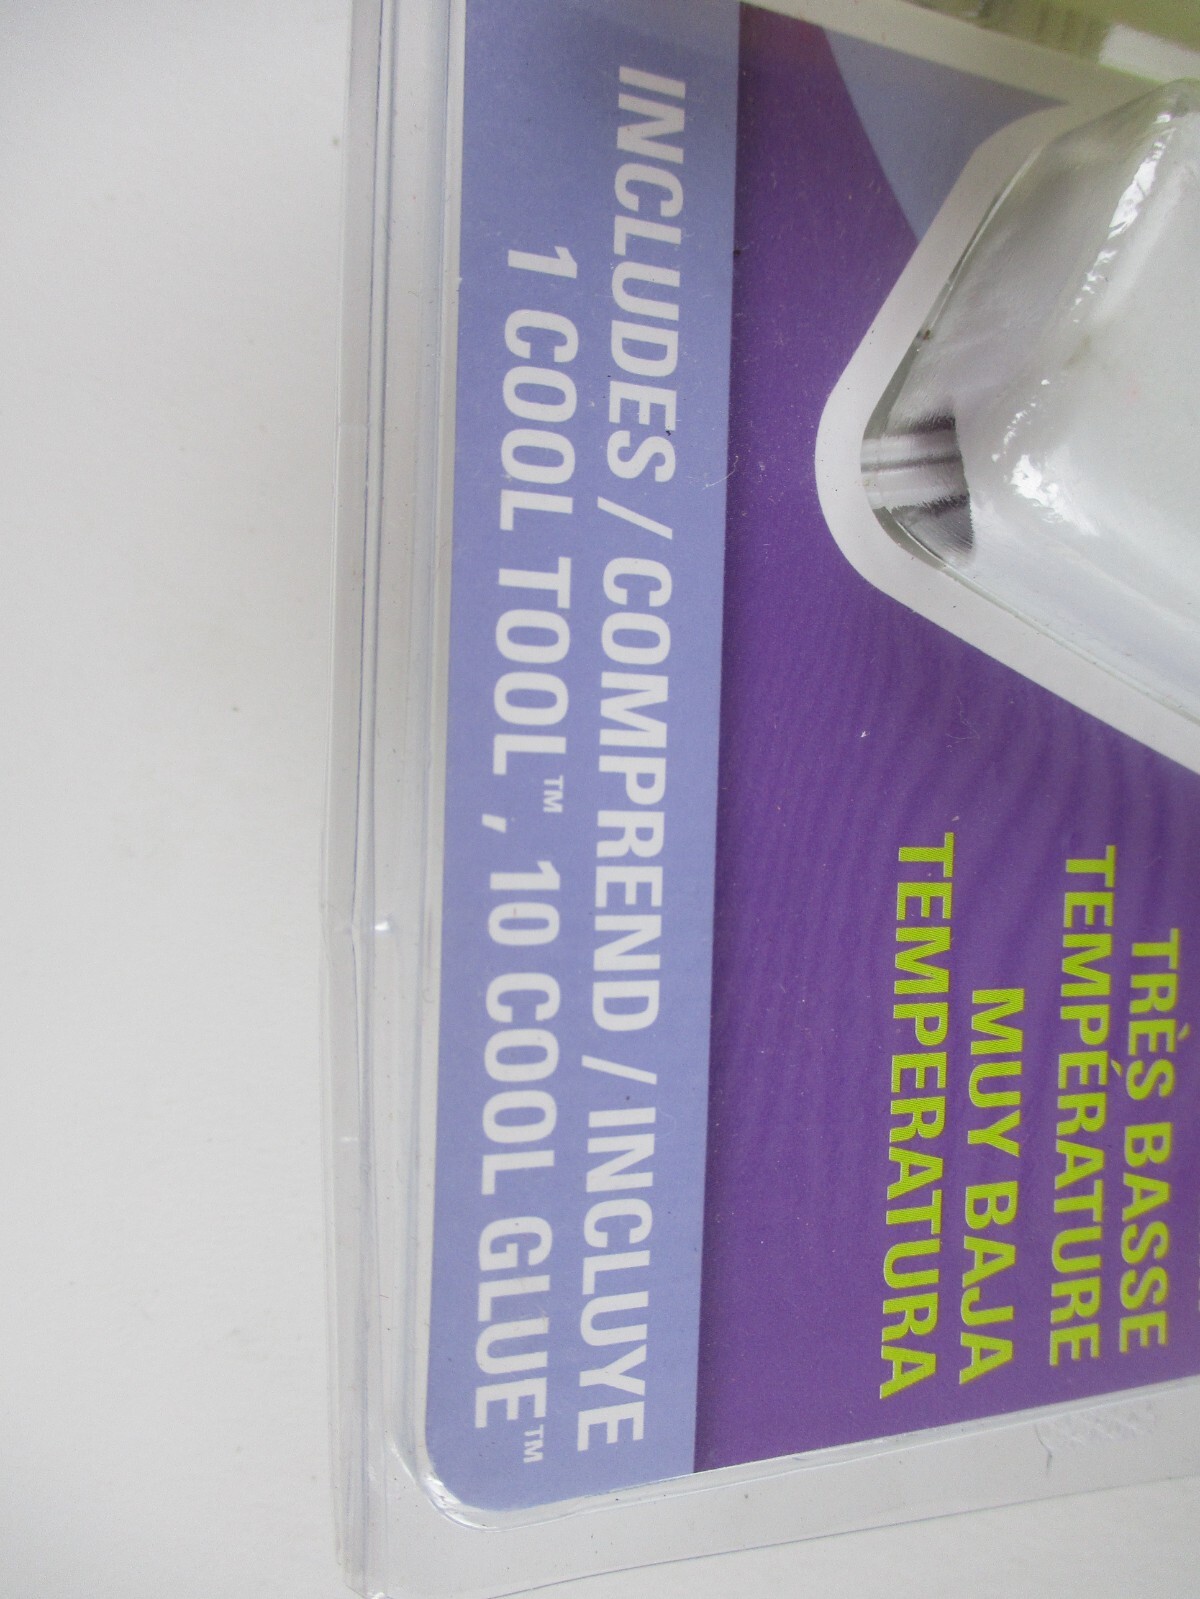 TRÈS BASSE
TEMPÉRATURE
MUY BAJA
TEMPERATURA
INCLUDES / COMPREND / INCLUYE
1 COOL TOOL™, 10 COOL GLUE™